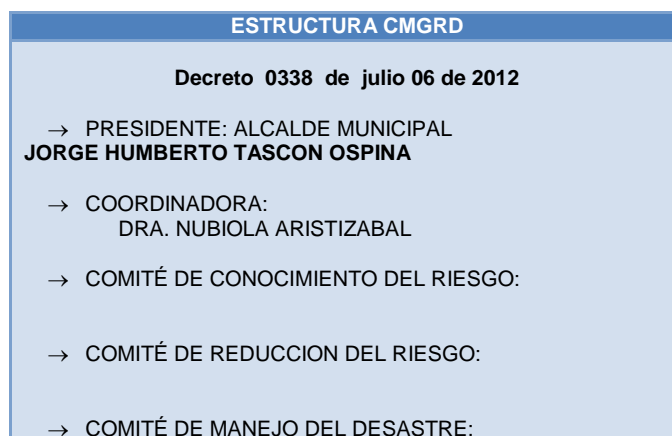 ESTRUCTURA CMGRD
Decreto 0338 de julio 06 de 2012
→ PRESIDENTE: ALCALDE MUNICIPAL
JORGE HUMBERTO TASCON OSPINA
→ COORDINADORA:
DRA. NUBIOLA ARISTIZABAL
→ COMITÉ DE CONOCIMIENTO DEL RIESGO:
→ COMITÉ DE REDUCCION DEL RIESGO:
→ COMITÉ DE MANEJO DEL DESASTRE: